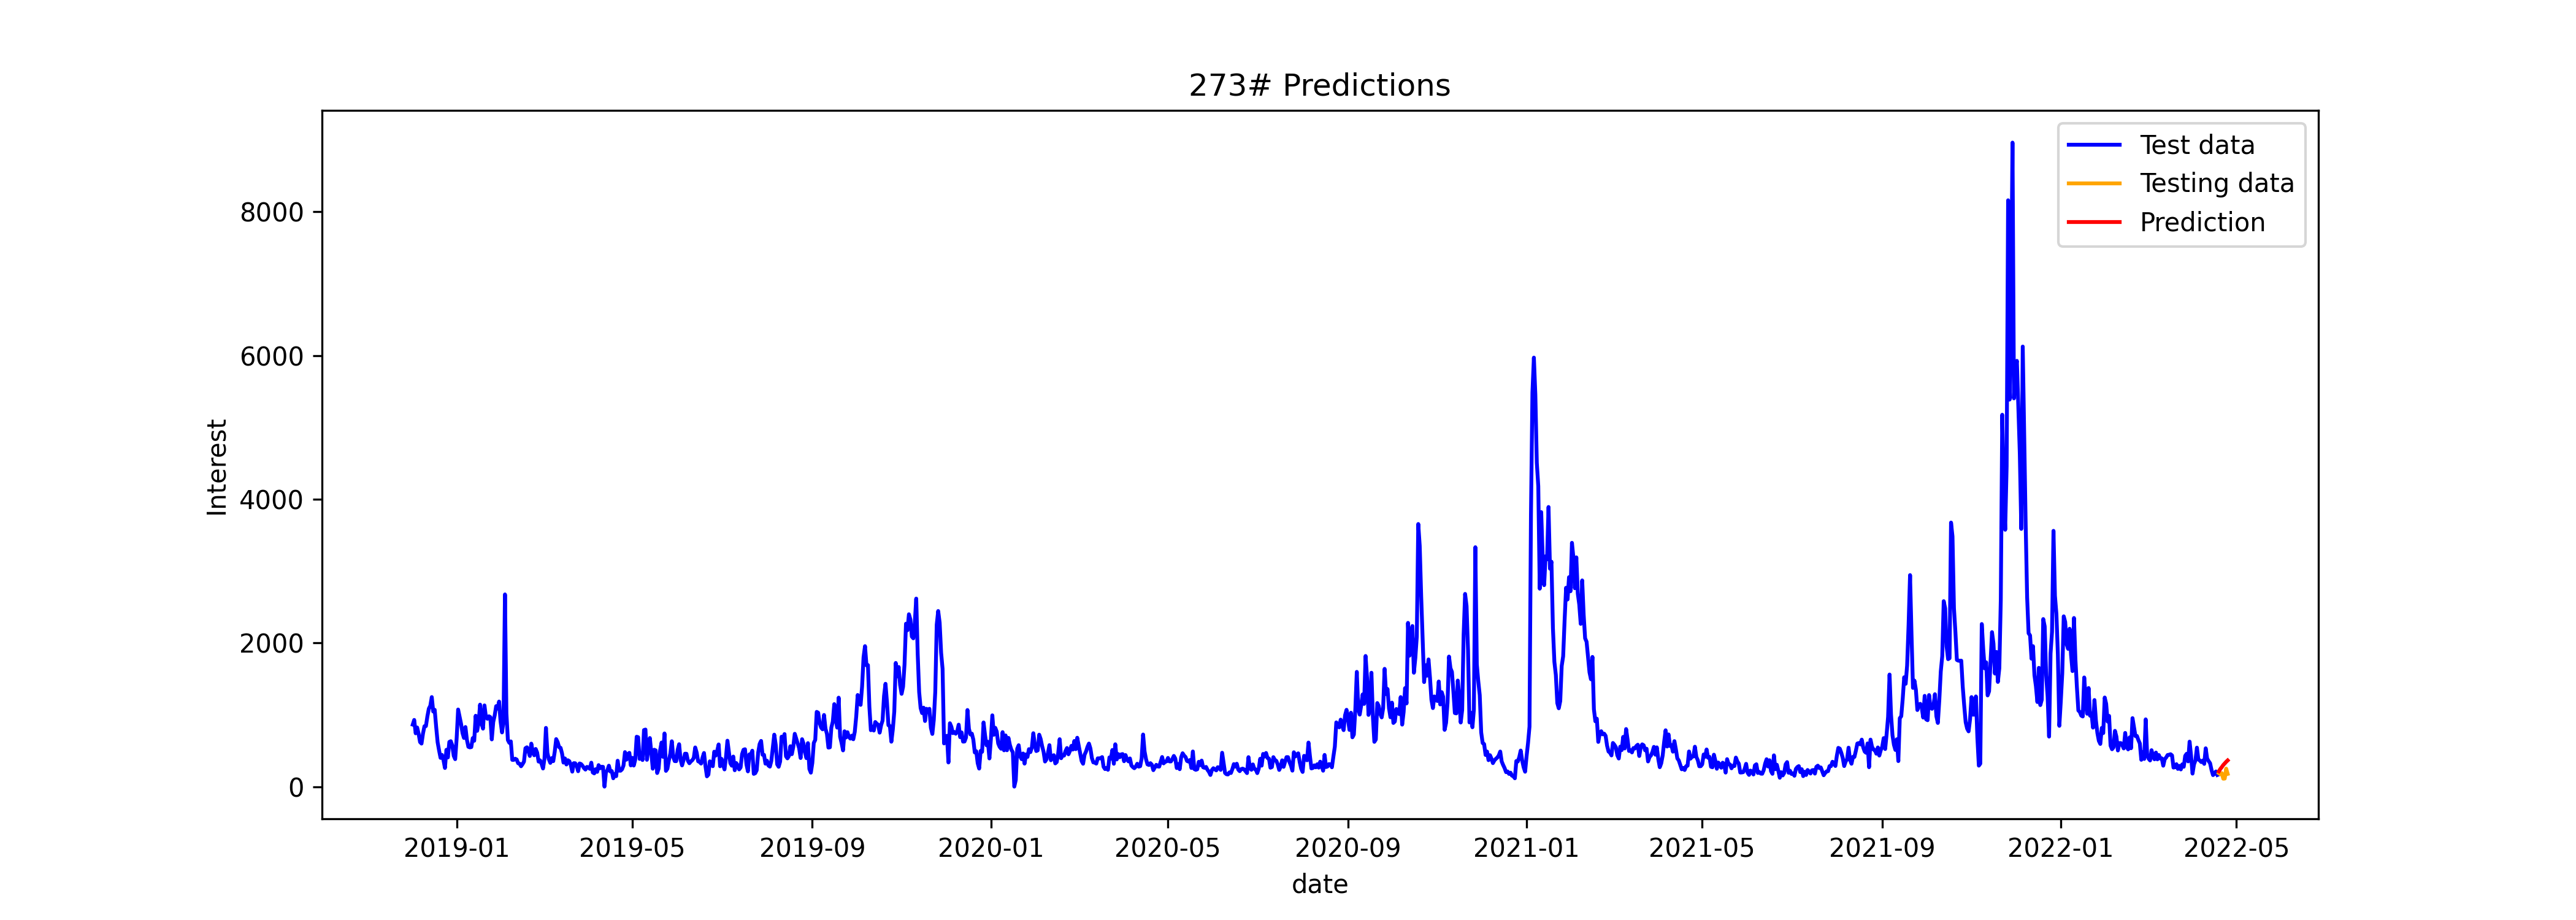 273# Predictions
Test data
Testing data
Prediction
8000
6000
4000
2000
0
Interest
2019-01 2019-05 2019-09 2020-01 2020-05 2020-09 2021-01 2021-05 2021-09 2022-01 2022-05
date